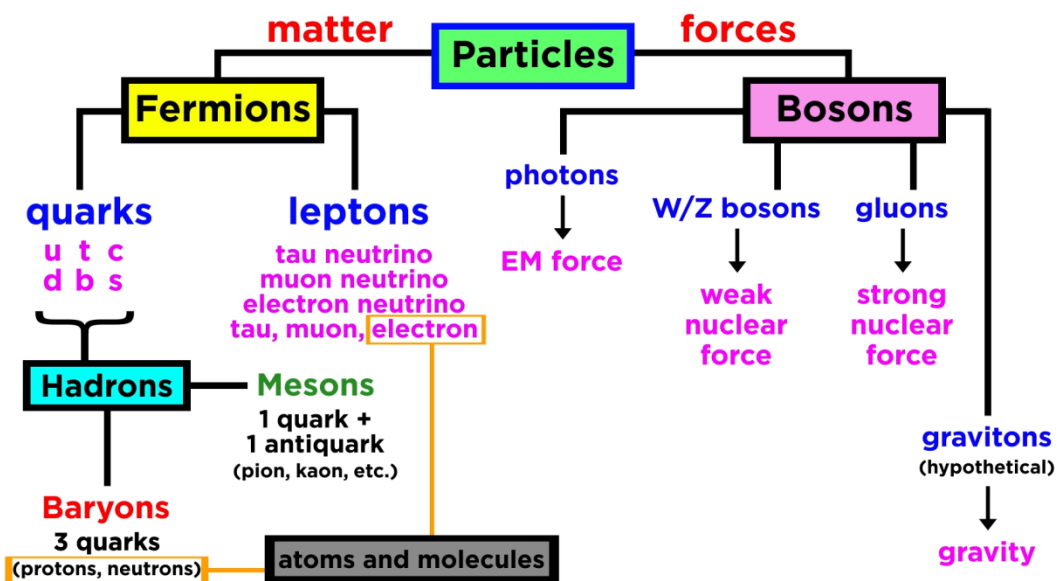 matter
Particles
forces
Fermions
Bosons
quarks
u t c
d b s
leptons
tau neutrino
muon neutrino
electron neutrino
tau, muon, electron
photons
EM force
W/Z bosons
weak
nuclear
force
gluons
strong
nuclear
force
Hadrons
Mesons
1 quark +
1 antiquark
(pion, kaon, etc.)
gravitons
(hypothetical)
gravity
Baryons
3 quarks
(protons, neutrons)
atoms and molecules